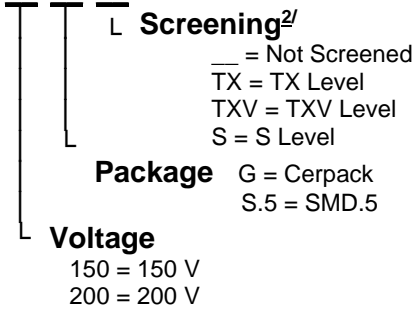 Screening2/
__ = Not Screened
TX = TX Level
TXV = TXV Level
S = S Level
Package G = Cerpack
S.5 = SMD.5
Voltage
150 = 150 V
200 = 200 V